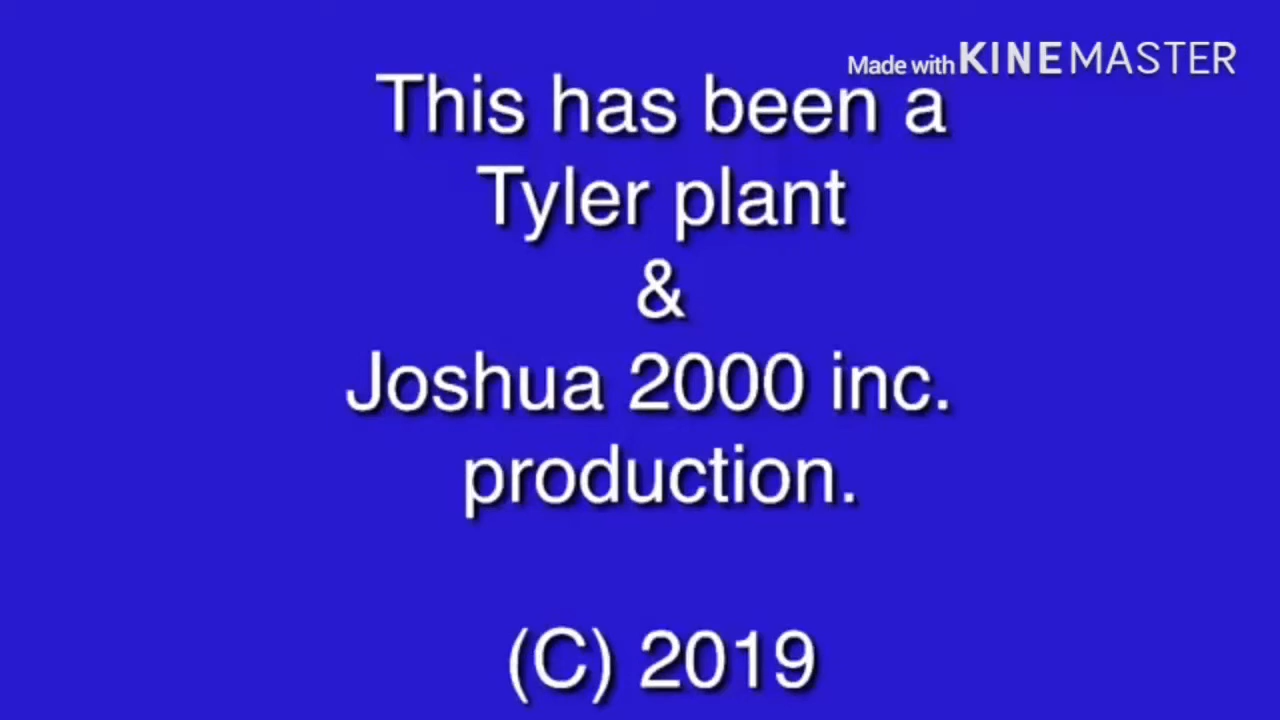 Made with KINEMASTER
This has been a
Tyler plant
&
Joshua 2000 inc.
production.
(C) 2019